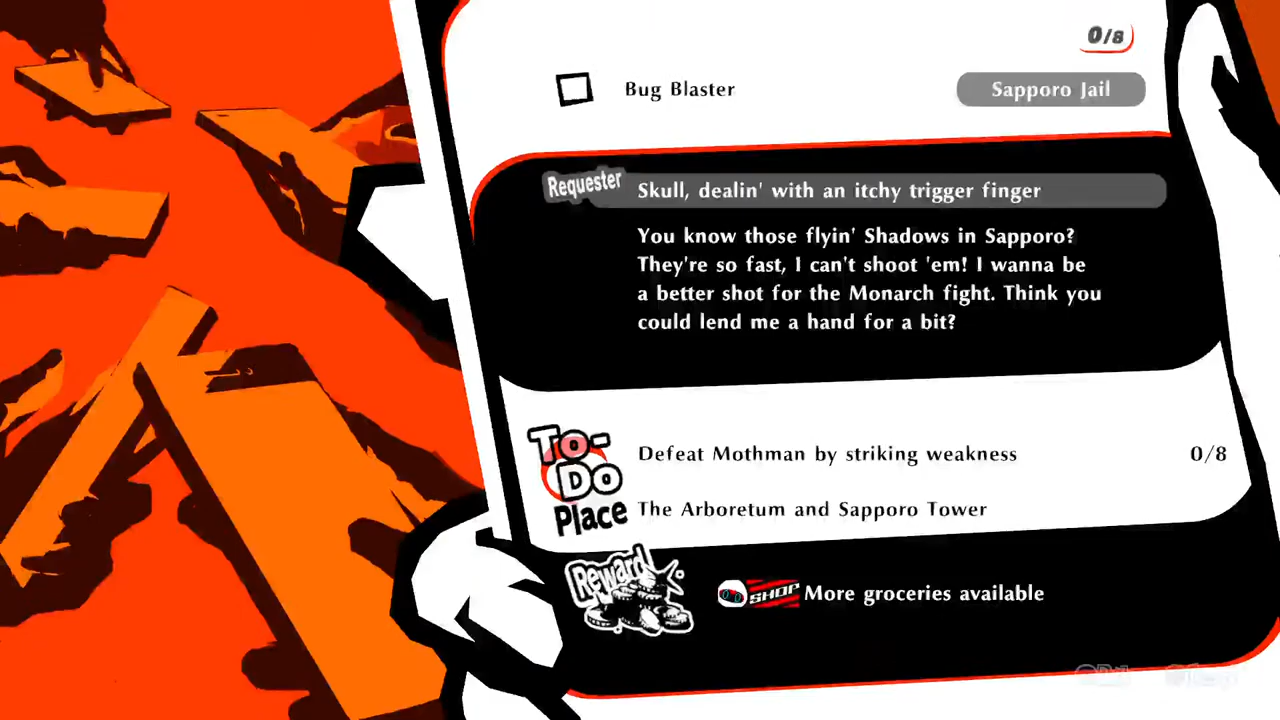 0/8
Bug Blaster
Sapporo Jail
Requester
Skull, dealin' with an itchy trigger finger
You know those flyin' Shadows in Sapporo?
They're so fast, I can't shoot 'em! I wanna be
a better shot for the Monarch fight. Think you
could lend me a hand for a bit?
To-Do
Defeat Mothman by striking weakness 0/8
Place
The Arboretum and Sapporo Tower
Reward
SHOP More groceries available